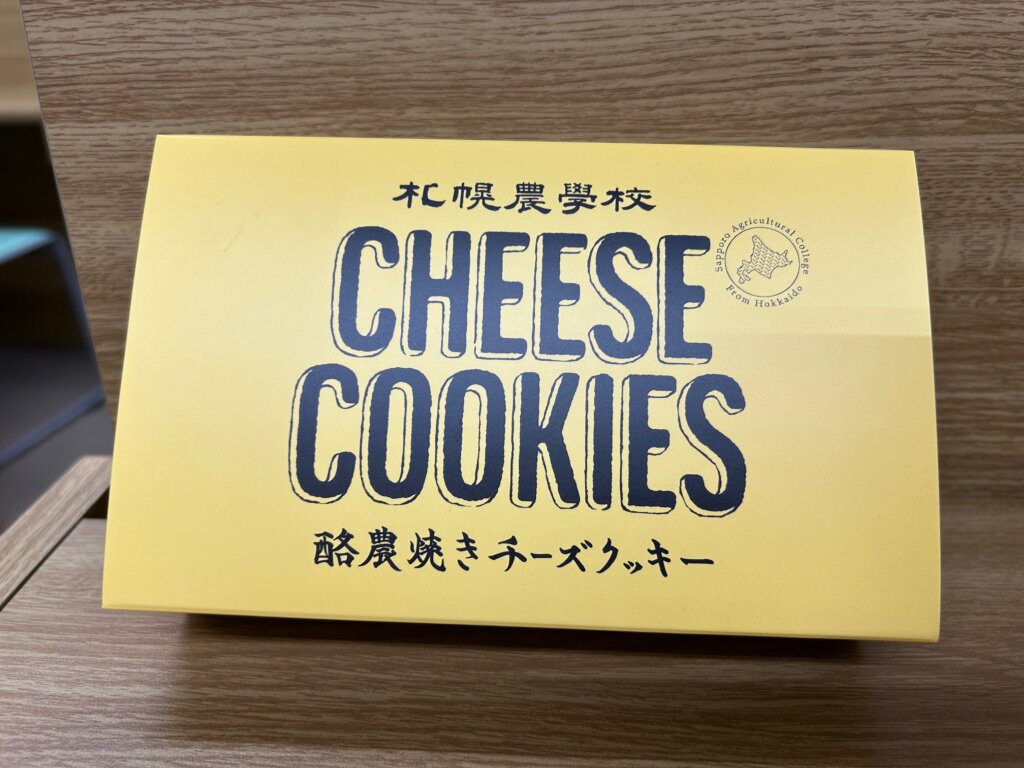 札幌農學校
CHEESE
COOKIES
Sapporo Agricultural College
From Hokkaido
酪農焼きチーズクッキー